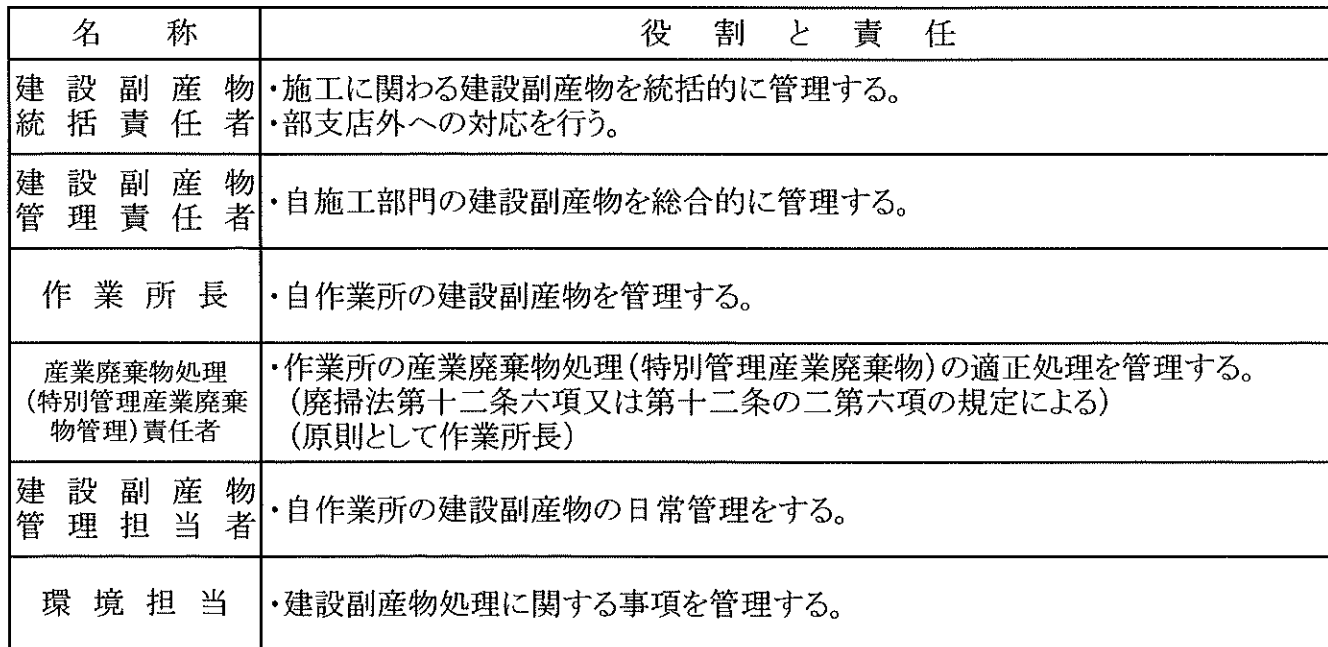 名称 役割と責任
建設副産物 ・施工に関わる建設副産物を統括的に管理する。
統括責任者 ・部支店外への対応を行う。
建設副産物
管理責任者 ・自施工部門の建設副産物を総合的に管理する。
作業所長 ・自作業所の建設副産物を管理する。
産業廃棄物処理
(特別管理産業廃棄
物管理)責任者
・作業所の産業廃棄物処理(特別管理産業廃棄物)の適正処理を管理する。
(廃掃法第十二条六項又は第十二条の二第六項の規定による)
(原則として作業所長)
建設副産物
管理担当者 ・自作業所の建設副産物の日常管理をする。
環境担当 ・建設副産物処理に関する事項を管理する。